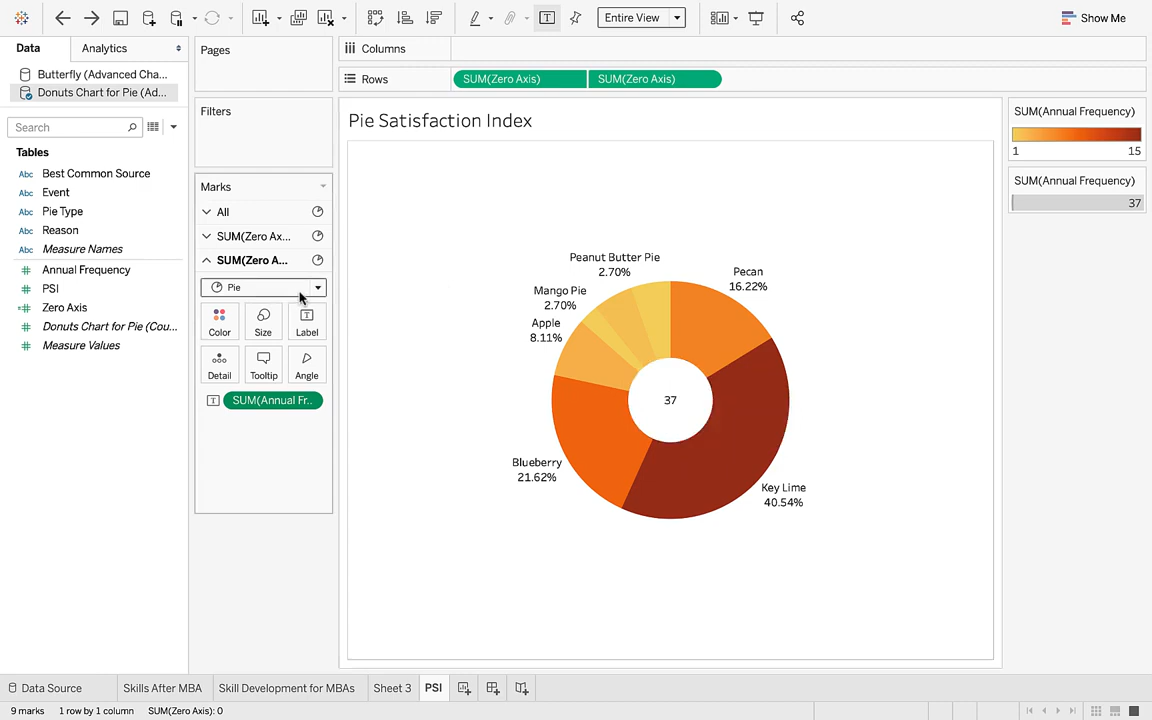 Entire View
Show Me
Data
Analytics
Butterfly (Advanced Cha...
Donuts Chart for Pie (Ad...
Search
Tables
Abc Best Common Source
Abc Event
Abc Pie Type
Abc Reason
Abc Measure Names
# Annual Frequency
# PSI
=# Zero Axis
# Donuts Chart for Pie (Cou...
# Measure Values
Pages
Filters
Marks
All
SUM(Zero Ax...
SUM(Zero A...
Pie
Color
Size
Label
Detail
Tooltip
Angle
SUM(Annual Fr..
Columns
Rows
SUM(Zero Axis)
SUM(Zero Axis)
Pie Satisfaction Index
Peanut Butter Pie
2.70%
Pecan
16.22%
Mango Pie
2.70%
Apple
8.11%
37
Blueberry
21.62%
Key Lime
40.54%
SUM(Annual Frequency)
1
15
SUM(Annual Frequency)
37
Data Source
Skills After MBA
Skill Development for MBAs
Sheet 3
PSI
9 marks
1 row by 1 column
SUM(Zero Axis): 0